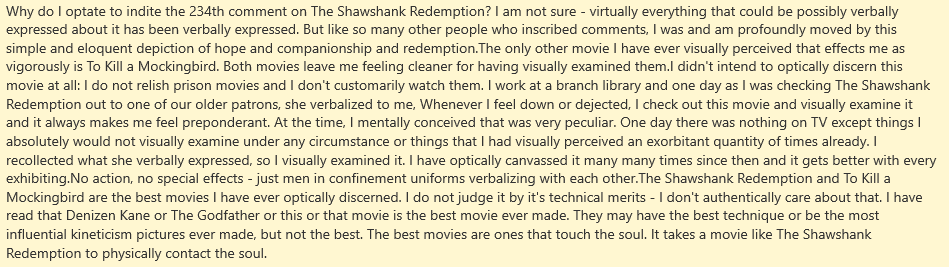 Why do I optate to indite the 234th comment on The Shawshank Redemption? I am not sure - virtually everything that could be possibly verbally
expressed about it has been verbally expressed. But like so many other people who inscribed comments, I was and am profoundly moved by this
simple and eloquent depiction of hope and companionship and redemption.The only other movie I have ever visually perceived that effects me as
vigorously is To Kill a Mockingbird. Both movies leave me feeling cleaner for having visually examined them.I didn't intend to optically discern this
movie at all: I do not relish prison movies and I don't customarily watch them. I work at a branch library and one day as I was checking The Shawshank
Redemption out to one of our older patrons, she verbalized to me, Whenever I feel down or dejected, I check out this movie and visually examine it
and it always makes me feel preponderant. At the time, I mentally conceived that was very peculiar. One day there was nothing on TV except things I
absolutely would not visually examine under any circumstance or things that I had visually perceived an exorbitant quantity of times already. I
recollected what she verbally expressed, so I visually examined it. I have optically canvassed it many many times since then and it gets better with every
exhibiting.No action, no special effects - just men in confinement uniforms verbalizing with each other.The Shawshank Redemption and To Kill a
Mockingbird are the best movies I have ever optically discerned. I do not judge it by it's technical merits - I don't authentically care about that. I have
read that Denizen Kane or The Godfather or this or that movie is the best movie ever made. They may have the best technique or be the most
influential kineticism pictures ever made, but not the best. The best movies are ones that touch the soul. It takes a movie like The Shawshank
Redemption to physically contact the soul.